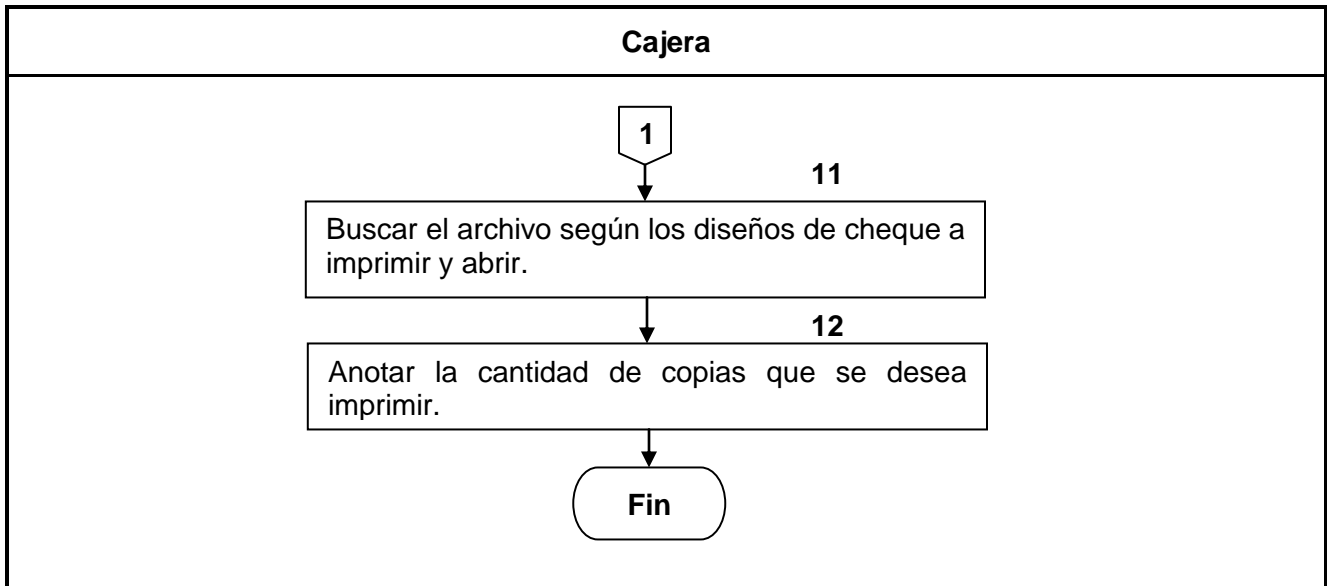 Cajera
1
11
Buscar el archivo según los diseños de cheque a
imprimir y abrir.
12
Anotar la cantidad de copias que se desea
imprimir.
Fin